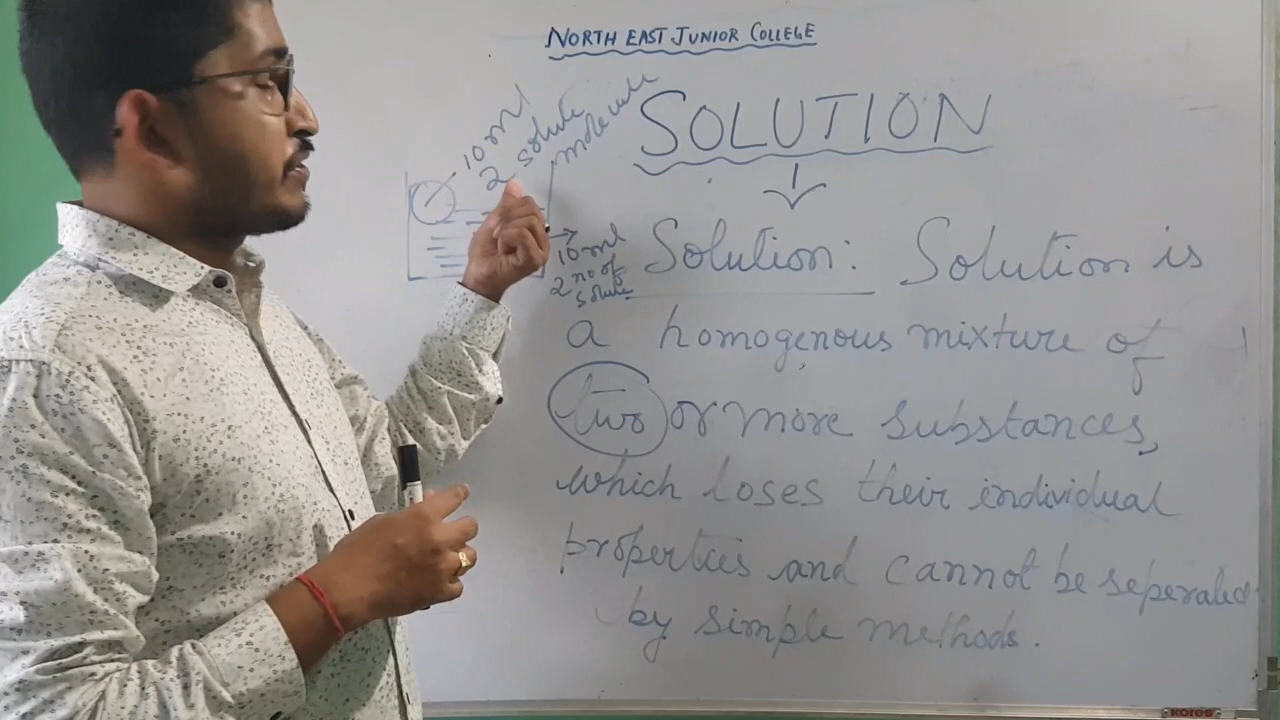 NORTH EAST JUNIOR COLLEGE
SOLUTION
10 ml
2 solute
molecule
10 ml
2 no of
solute
Solution: Solution is
a homogenous mixture of
two or more substances,
which loses their individual
properties and cannot be seperated
by simple methods.
kores